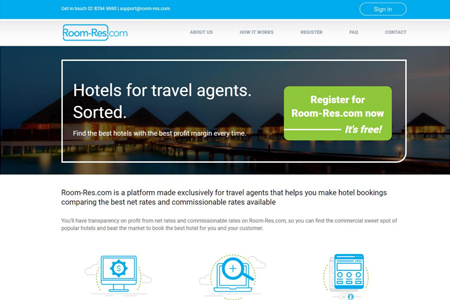 Get in touch 02 8294 9660 | support@room-res.com
Sign in
Room-Res.com
ABOUT US
HOW IT WORKS
REGISTER
FAQ
CONTACT
Hotels for travel agents.
Sorted.
Find the best hotels with the best profit margin every time.
Register for
Room-Res.com now
It's free!
Room-Res.com is a platform made exclusively for travel agents that helps you make hotel bookings
comparing the best net rates and commissionable rates available
You'll have transparency on profit from net rates and commissionable rates on Room-Res.com, so you can find the commercial sweet spot of
popular hotels and beat the market to book the best hotel for you and your customer.